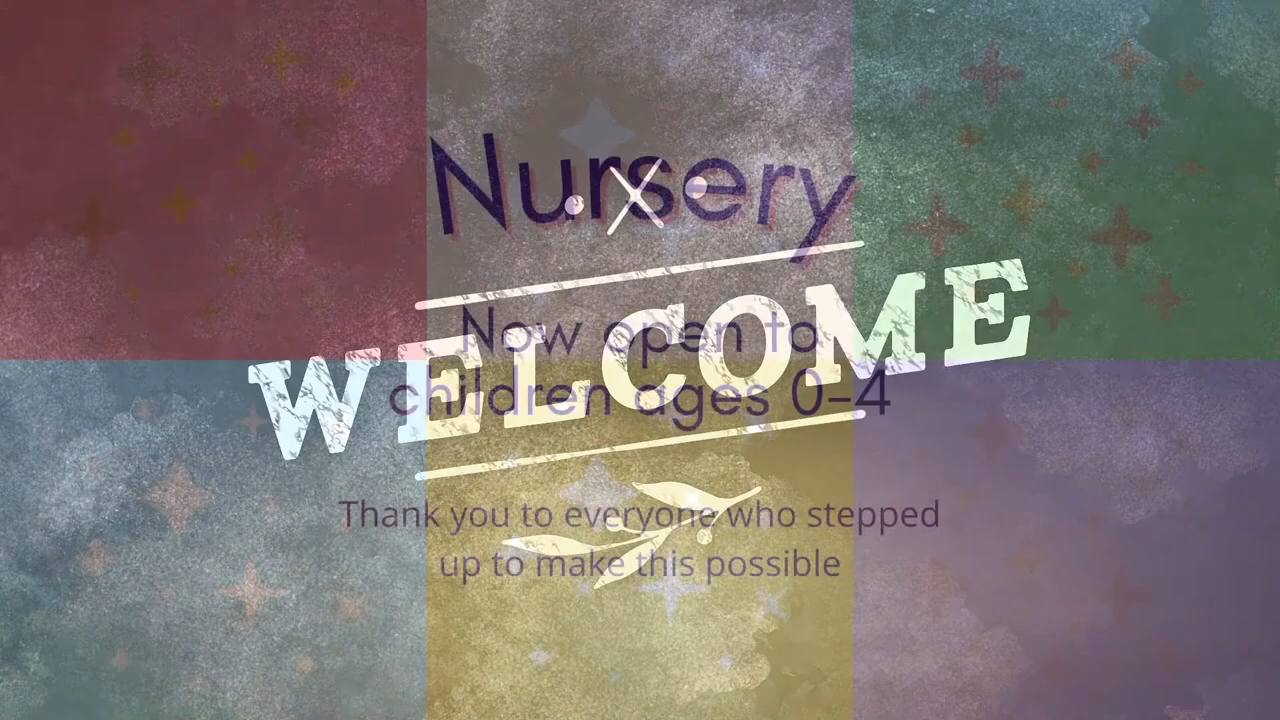 Nursery
WELCOME
Now open to
children ages 0-4
Thank you to everyone who stepped
up to make this possible